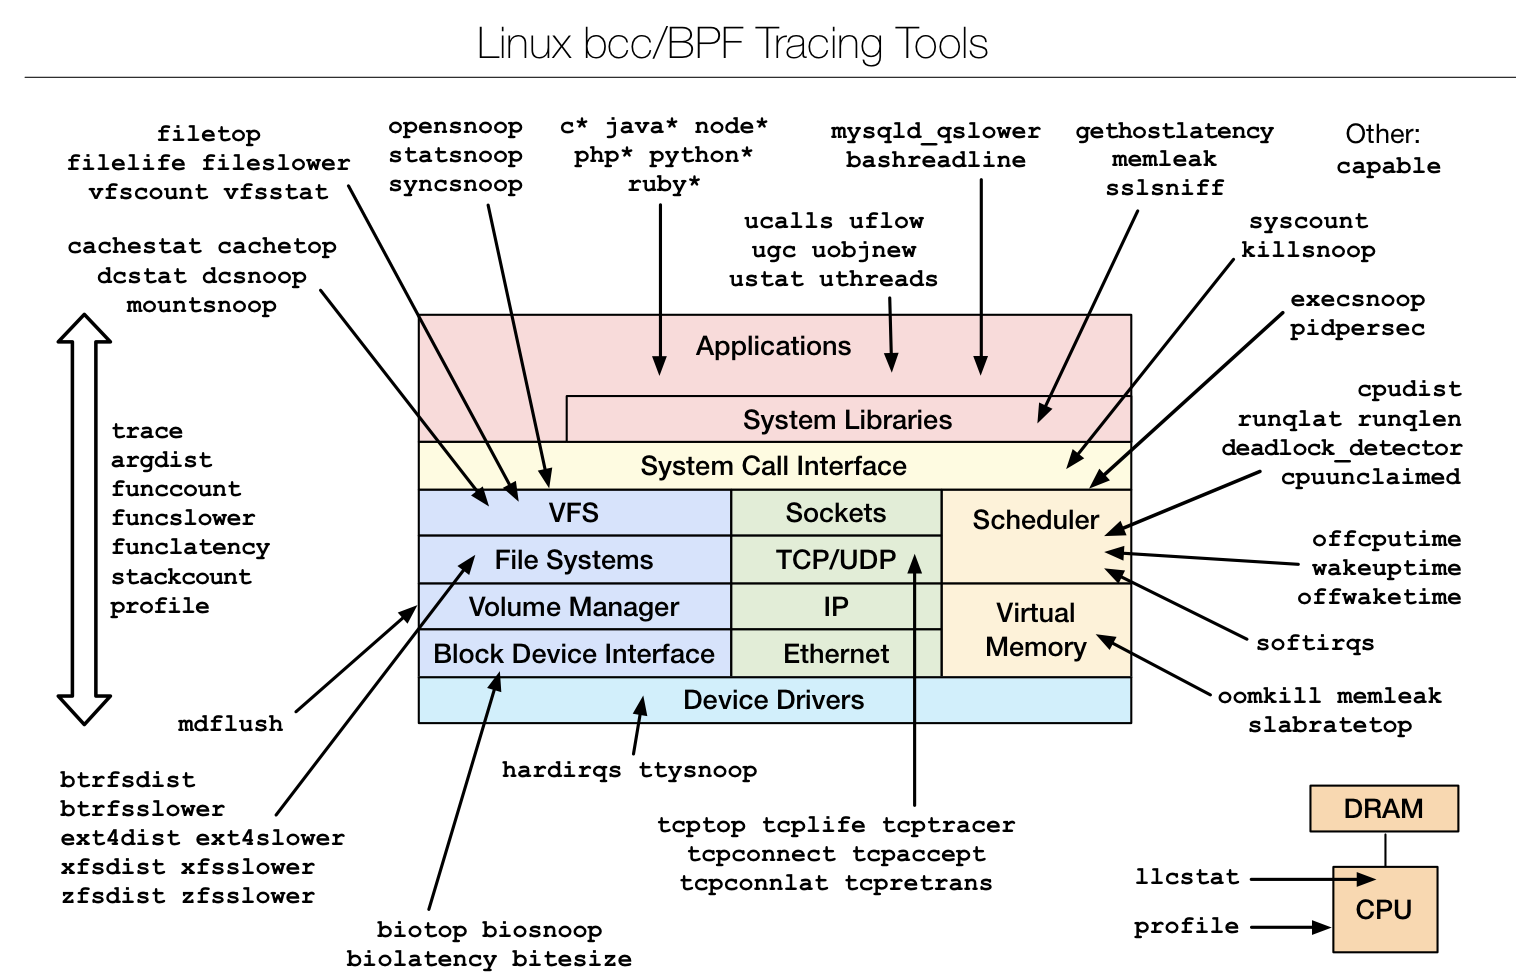 Linux bcc/BPF Tracing Tools
filetop
filelife fileslower
vfscount vfsstat
cachestat cachetop
dcstat dcsnoop
mountsnoop
opensnoop
statsnoop
syncsnoop
c* java* node*
php* python*
ruby*
mysqld_qslower
bashreadline
ucalls uflow
ugc uobjnew
ustat uthreads
gethostlatency
memleak
sslsniff
Other:
capable
syscount
killsnoop
execsnoop
pidpersec
cpudist
runqlat runqlen
deadlock_detector
cpuunclaimed
offcputime
wakeuptime
offwaketime
softirqs
oomkill memleak
slabratetop
trace
argdist
funccount
funcslower
funclatency
stackcount
profile
Applications
System Libraries
System Call Interface
VFS
Sockets
Scheduler
File Systems
TCP/UDP
Volume Manager
IP
Virtual
Memory
Block Device Interface
Ethernet
Device Drivers
mdflush
btrfsdist
btrfsslower
ext4dist ext4slower
xfsdist xfsslower
zfsdist zfsslower
hardirqs ttysnoop
biotop biosnoop
biolatency bitesize
tcptop tcplife tcptracer
tcpconnect tcpaccept
tcpconnlat tcpretrans
DRAM
llcstat
CPU
profile